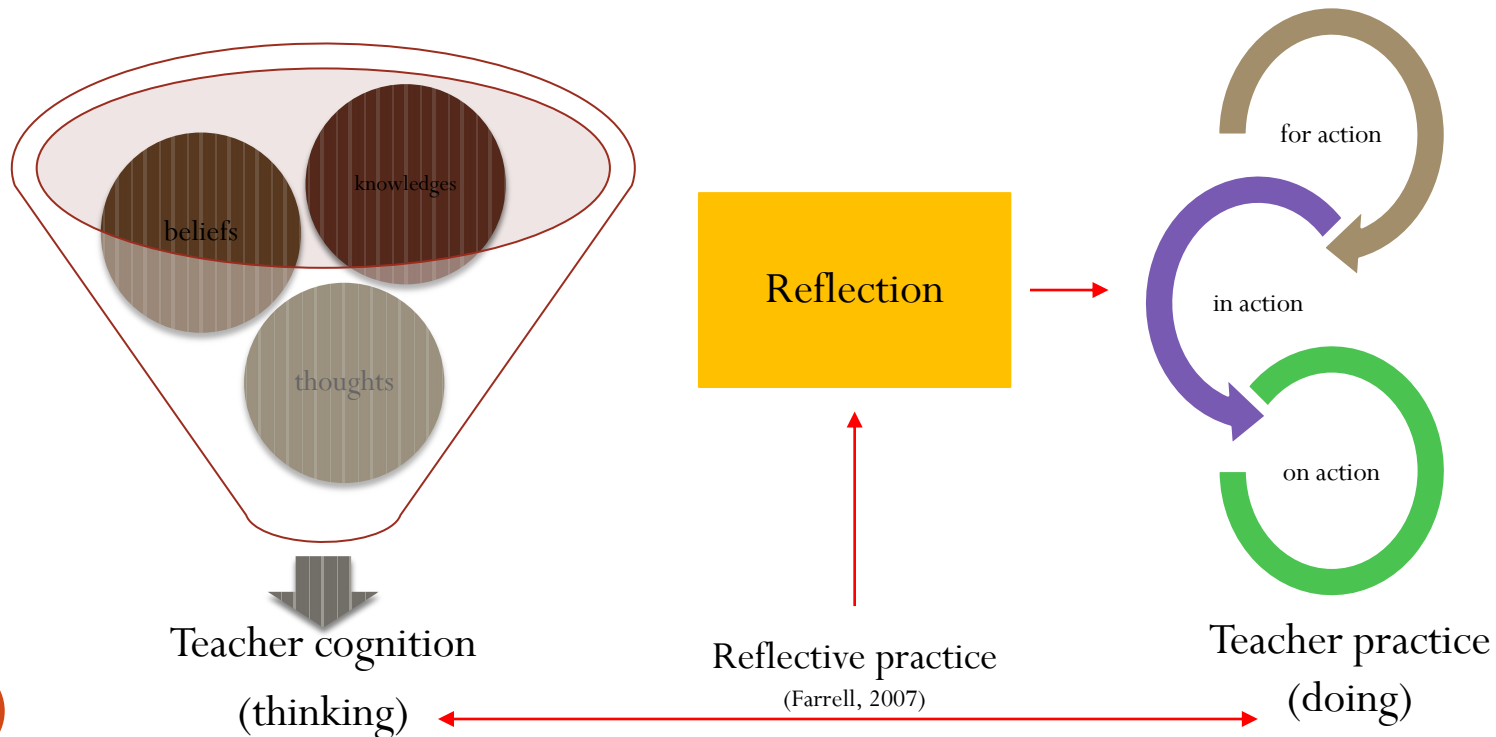 knowledges
beliefs
thoughts
Teacher cognition
(thinking)
Reflection
Reflective practice
(Farrell, 2007)
for action
in action
on action
Teacher practice
(doing)